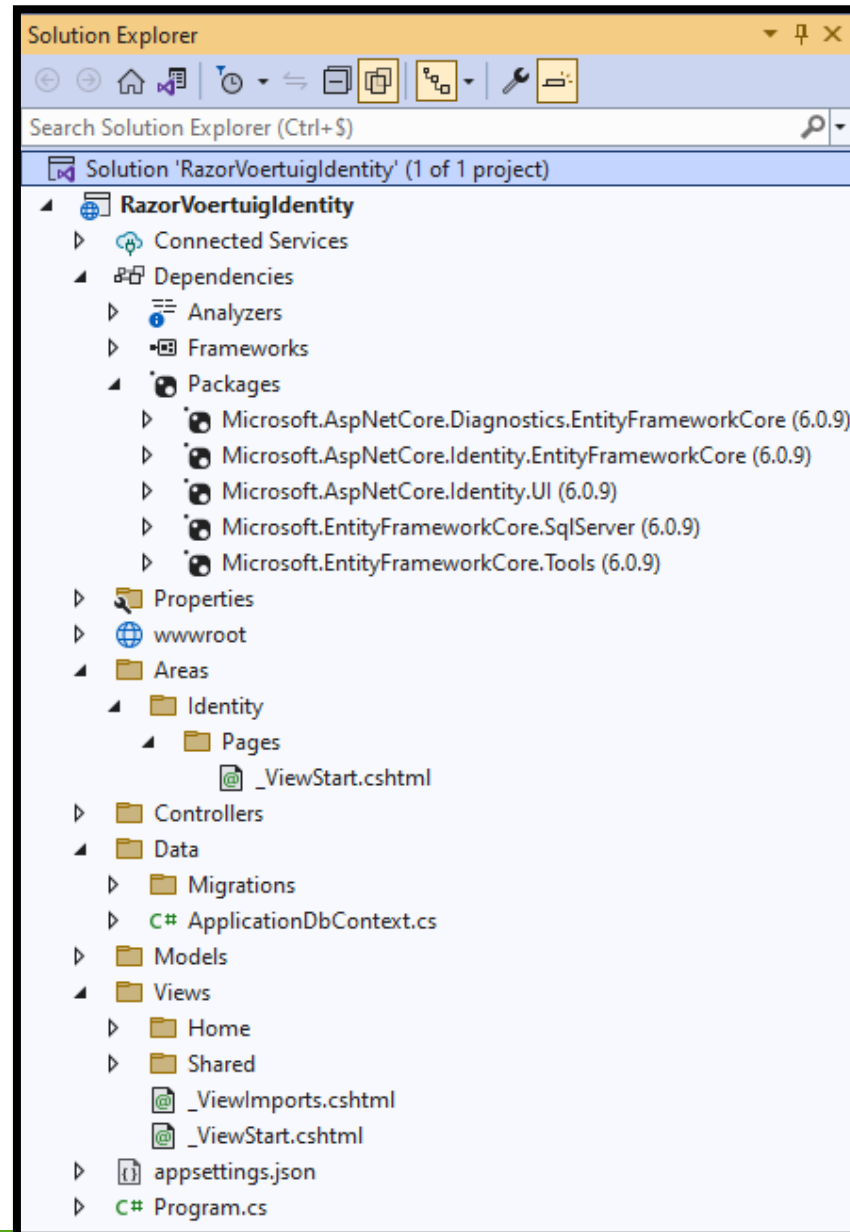 Solution Explorer
Search Solution Explorer (Ctrl+$)
Solution 'RazorVoertuigIdentity' (1 of 1 project)
RazorVoertuigIdentity
Connected Services
Dependencies
Analyzers
Frameworks
Packages
Microsoft.AspNetCore.Diagnostics.EntityFrameworkCore (6.0.9)
Microsoft.AspNetCore.Identity.EntityFrameworkCore (6.0.9)
Microsoft.AspNetCore.Identity.UI (6.0.9)
Microsoft.EntityFrameworkCore.SqlServer (6.0.9)
Microsoft.EntityFrameworkCore.Tools (6.0.9)
Properties
wwwroot
Areas
Identity
Pages
_ViewStart.cshtml
Controllers
Data
Migrations
C# ApplicationDbContext.cs
Models
Views
Home
Shared
_ViewImports.cshtml
_ViewStart.cshtml
appsettings.json
C# Program.cs